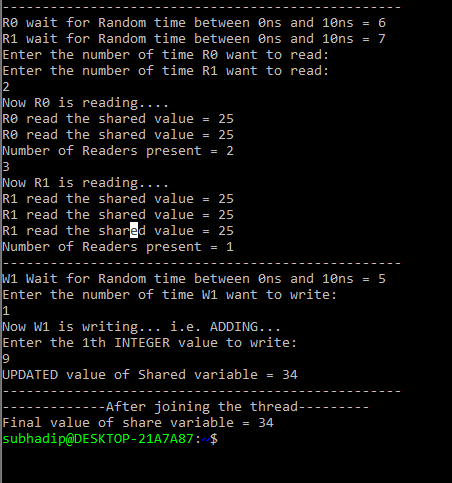 --------------------------------------------------
R0 wait for Random time between 0ns and 10ns = 6
R1 wait for Random time between 0ns and 10ns = 7
Enter the number of time R0 want to read:
Enter the number of time R1 want to read:
2
Now R0 is reading....
R0 read the shared value = 25
R0 read the shared value = 25
Number of Readers present = 2
3
Now R1 is reading....
R1 read the shared value = 25
R1 read the shared value = 25
R1 read the shared value = 25
Number of Readers present = 1
--------------------------------------------------
W1 Wait for Random time between 0ns and 10ns = 5
Enter the number of time W1 want to write:
1
Now W1 is writing... i.e. ADDING...
Enter the 1th INTEGER value to write:
9
UPDATED value of Shared variable = 34
--------------------------------------------------
-------------After joining the thread---------
Final value of share variable = 34
subhadip@DESKTOP-21A7A87:~$